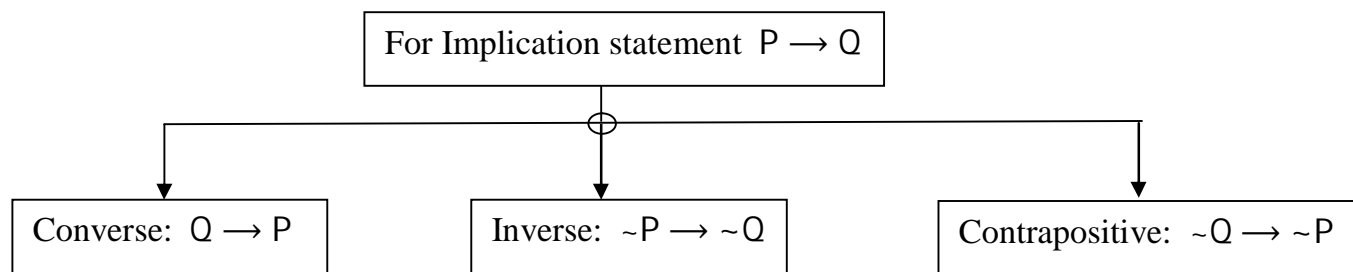 For Implication statement P ⟶ Q
Converse: Q ⟶ P
Inverse: ~P ⟶ ~Q
Contrapositive: ~Q ⟶ ~P